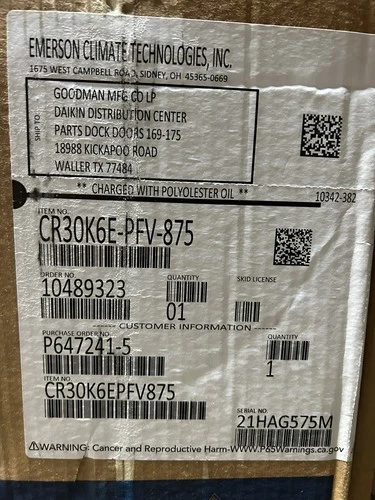 EMERSON CLIMATE TECHNOLOGIES, INC.
1675 WEST CAMPBELL ROAD, SIDNEY, OH 45365-0669
SHIP TO:
GOODMAN MFG CO LP
DAIKIN DISTRIBUTION CENTER
PARTS DOCK DOORS 169-175
18988 KICKAPOO ROAD
WALLER TX 77484
** CHARGED WITH POLYOLESTER OIL **
10342-382
ITEM NO.
CR30K6E-PFV-875
ORDER NO
10489323
QUANTITY
01
SKID LICENSE
------ CUSTOMER INFORMATION -----
PURCHASE ORDER NO
P647241-5
QUANTITY
1
ITEM NO
CR30K6EPFV875
SERIAL NO.
21HAG575M
⚠WARNING: Cancer and Reproductive Harm-WWW.P65Warnings.ca.gov